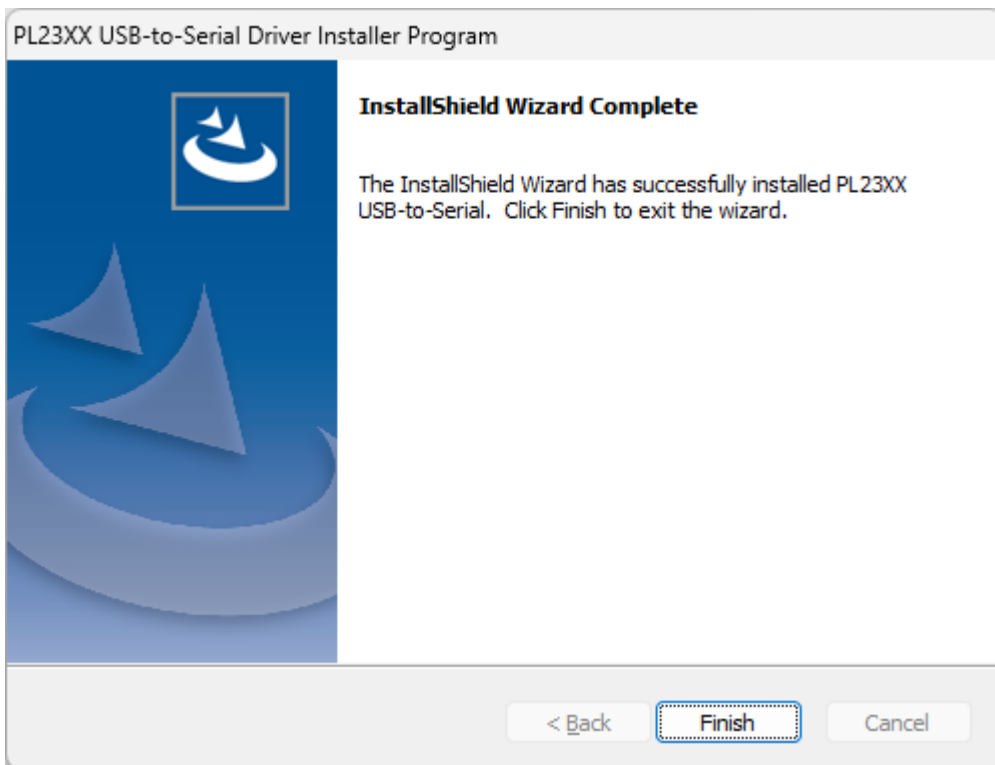 PL23XX USB-to-Serial Driver Installer Program
InstallShield Wizard Complete
The InstallShield Wizard has successfully installed PL23XX
USB-to-Serial. Click Finish to exit the wizard.
< Back
Finish
Cancel